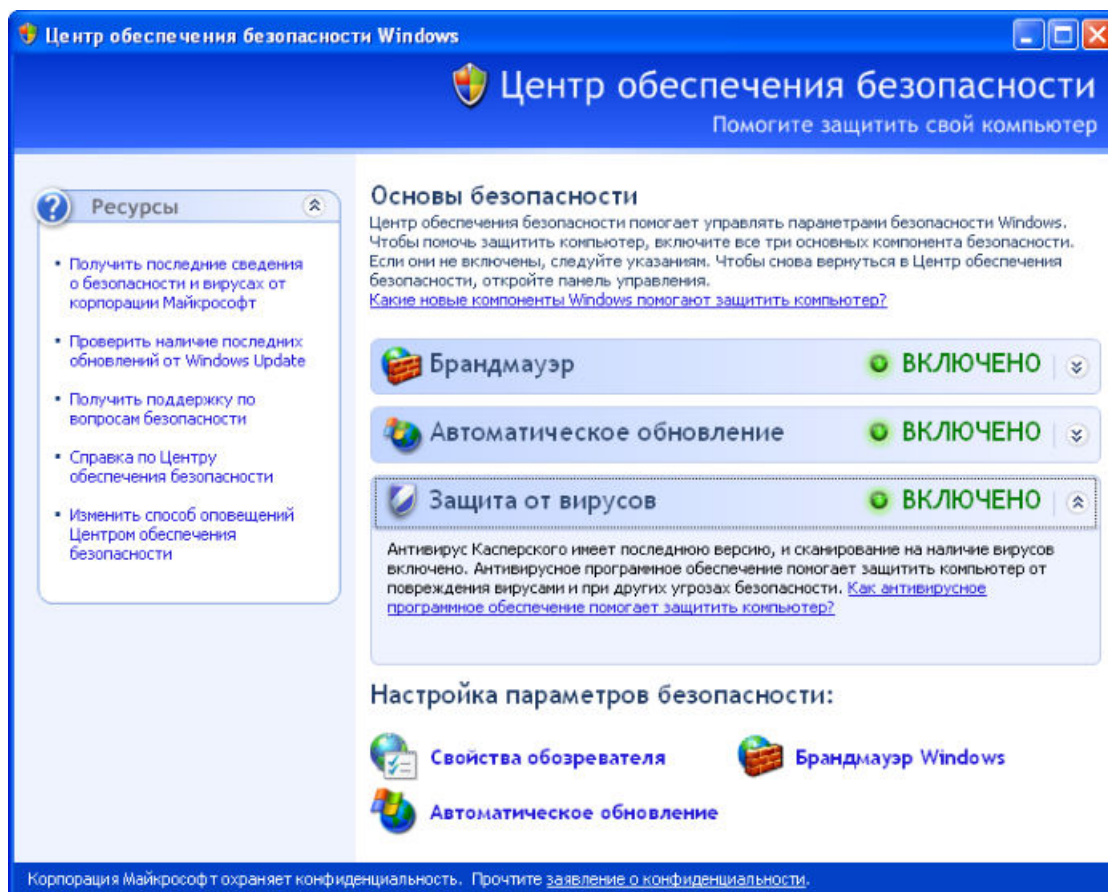 Центр обеспечения безопасности Windows
Центр обеспечения безопасности
Помогите защитить свой компьютер
Ресурсы
• Получить последние сведения
о безопасности и вирусах от
корпорации Майкрософт
• Проверить наличие последних
обновлений от Windows Update
• Получить поддержку по
вопросам безопасности
• Справка по Центру
обеспечения безопасности
• Изменить способ оповещений
Центром обеспечения
безопасности
Основы безопасности
Центр обеспечения безопасности помогает управлять параметрами безопасности Windows.
Чтобы помочь защитить компьютер, включите все три основных компонента безопасности.
Если они не включены, следуйте указаниям. Чтобы снова вернуться в Центр обеспечения
безопасности, откройте панель управления.
Какие новые компоненты Windows помогают защитить компьютер?
Брандмауэр ВКЛЮЧЕНО
Автоматическое обновление ВКЛЮЧЕНО
Защита от вирусов ВКЛЮЧЕНО
Антивирус Касперского имеет последнюю версию, и сканирование на наличие вирусов
включено. Антивирусное программное обеспечение помогает защитить компьютер от
повреждения вирусами и при других угрозах безопасности. Как антивирусное
программное обеспечение помогает защитить компьютер?
Настройка параметров безопасности:
Свойства обозревателя
Брандмауэр Windows
Автоматическое обновление
Корпорация Майкрософт охраняет конфиденциальность. Прочтите заявление о конфиденциальности.